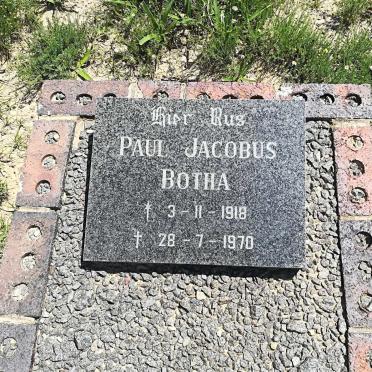 Hier Rus
PAUL JACOBUS
BOTHA
† 3-11-1918
† 28-7-1970